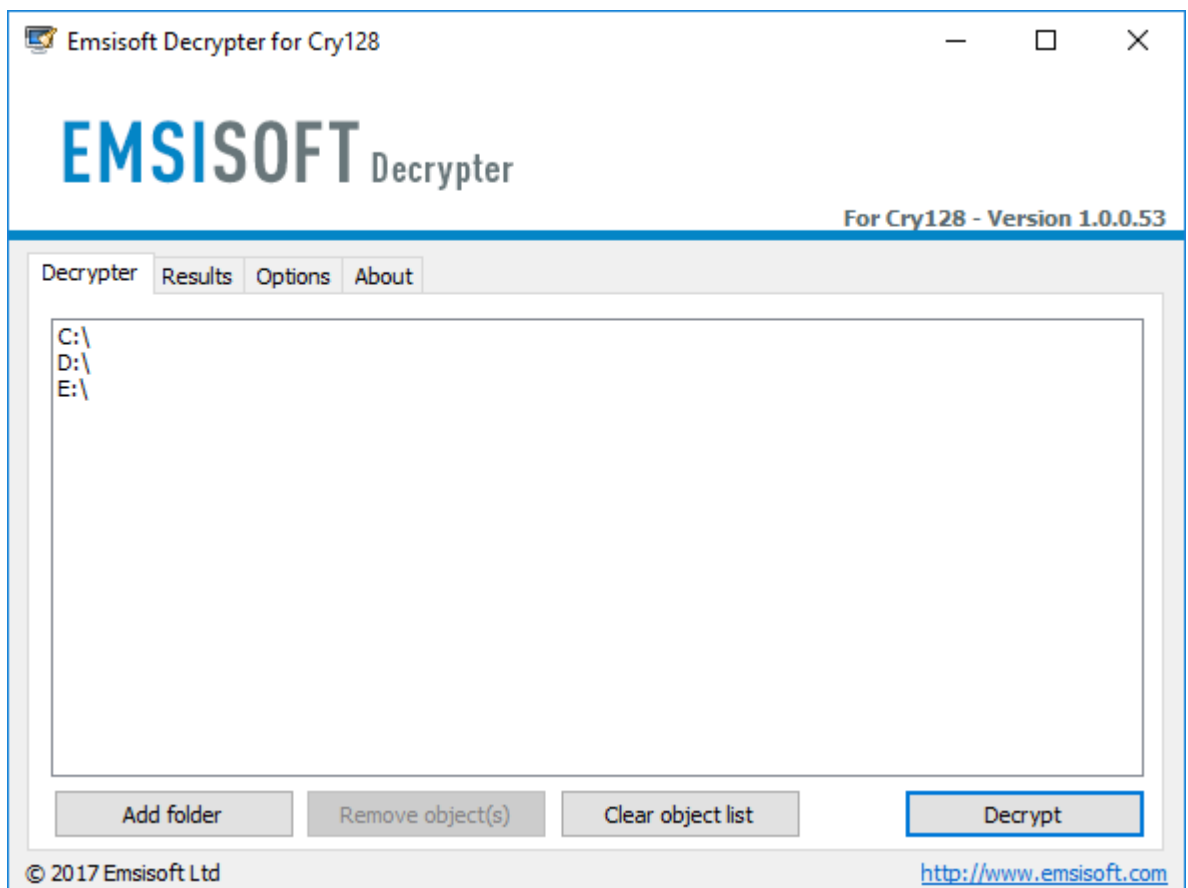 Emsisoft Decrypter for Cry128
EMSISOFT Decrypter
For Cry128 - Version 1.0.0.53
Decrypter Results Options About
C:\
D:\
E:\
Add folder Remove object(s) Clear object list Decrypt
© 2017 Emsisoft Ltd http://www.emsisoft.com